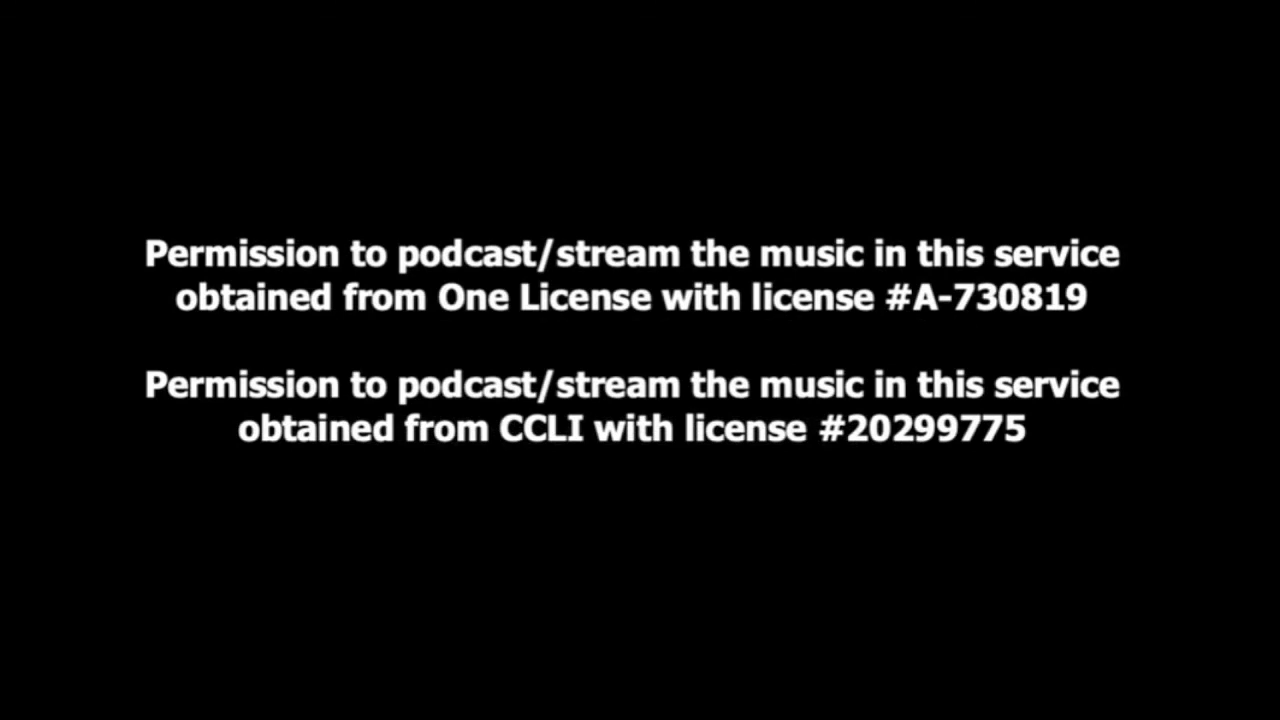 Permission to podcast/stream the music in this service
obtained from One License with license #A-730819
Permission to podcast/stream the music in this service
obtained from CCLI with license #20299775